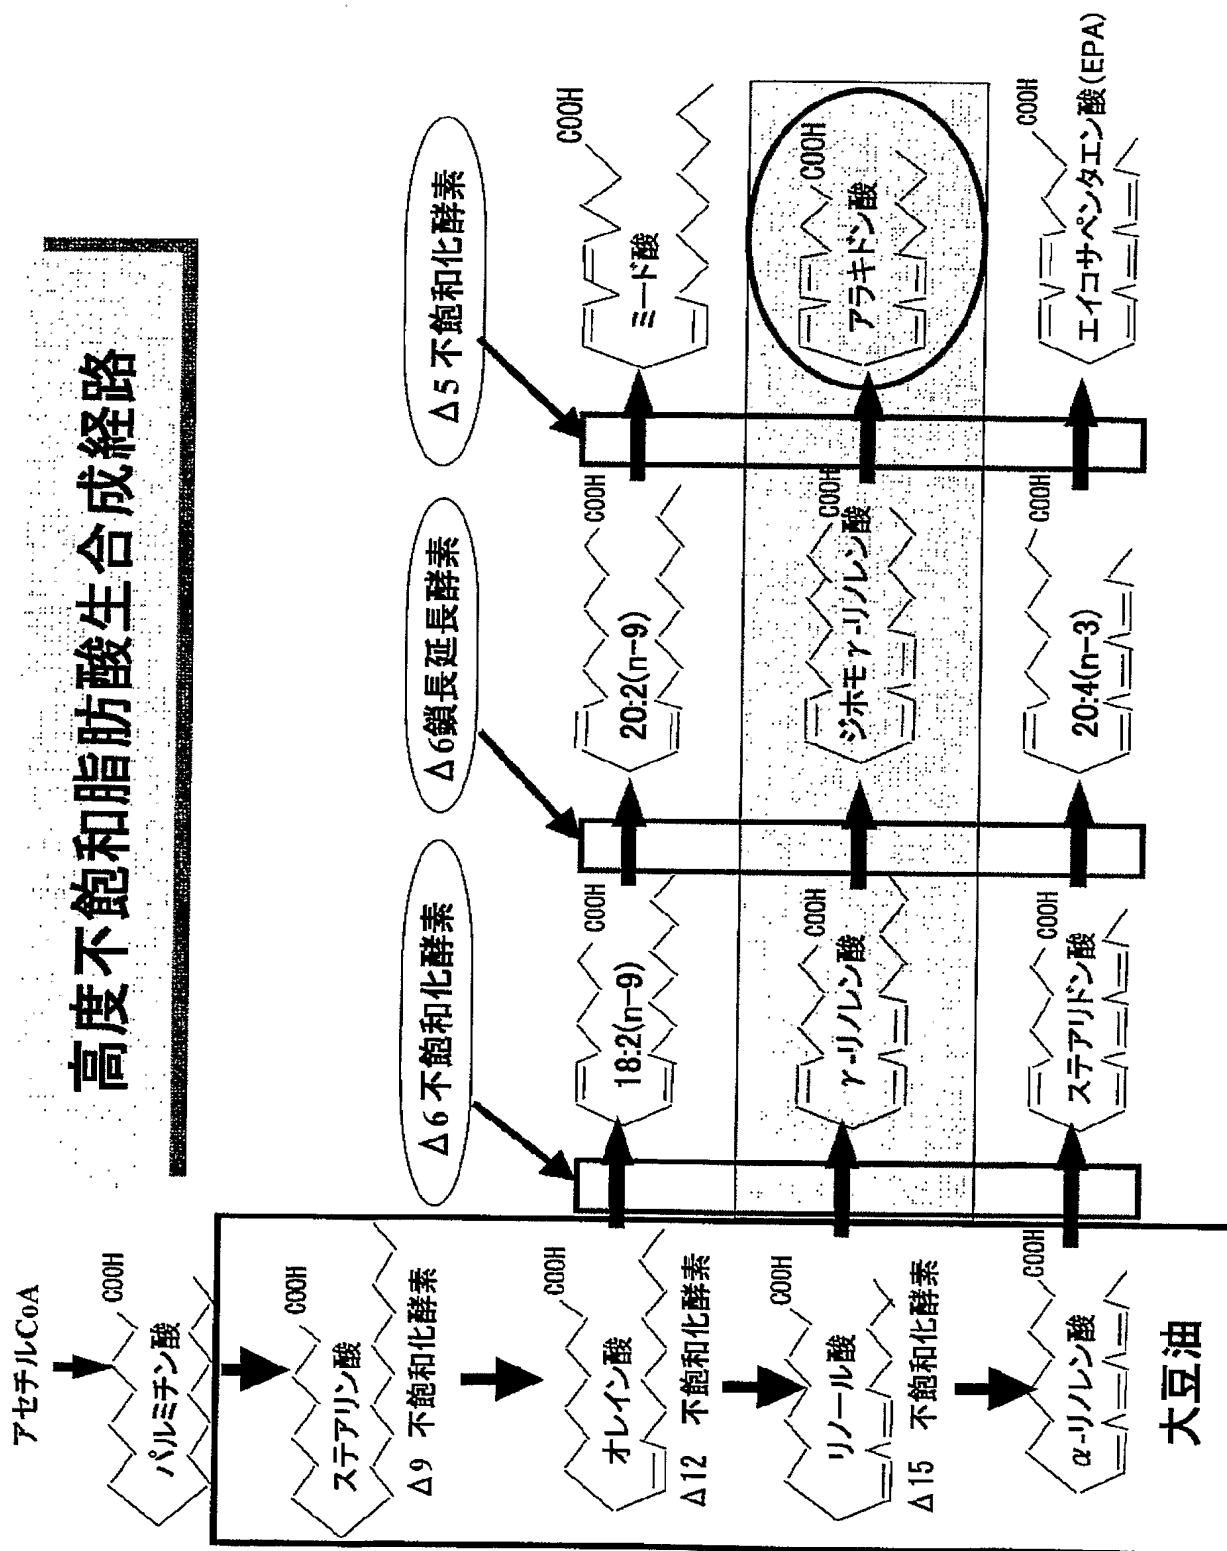 高度不飽和脂肪酸生合成経路
アセチルCoA
COOH
パルミチン酸
COOH
ステアリン酸
Δ9 不飽和化酵素
COOH
オレイン酸
Δ12 不飽和化酵素
COOH
リノール酸
Δ15 不飽和化酵素
COOH
α-リノレン酸
大豆油
Δ6 不飽和化酵素
Δ6鎖長延長酵素
Δ5 不飽和化酵素
COOH
18:2(n-9)
COOH
20:2(n-9)
COOH
ミード酸
COOH
γ-リノレン酸
COOH
ジホモγ-リノレン酸
COOH
アラキドン酸
COOH
ステアリドン酸
COOH
20:4(n-3)
COOH
エイコサペンタエン酸(EPA)